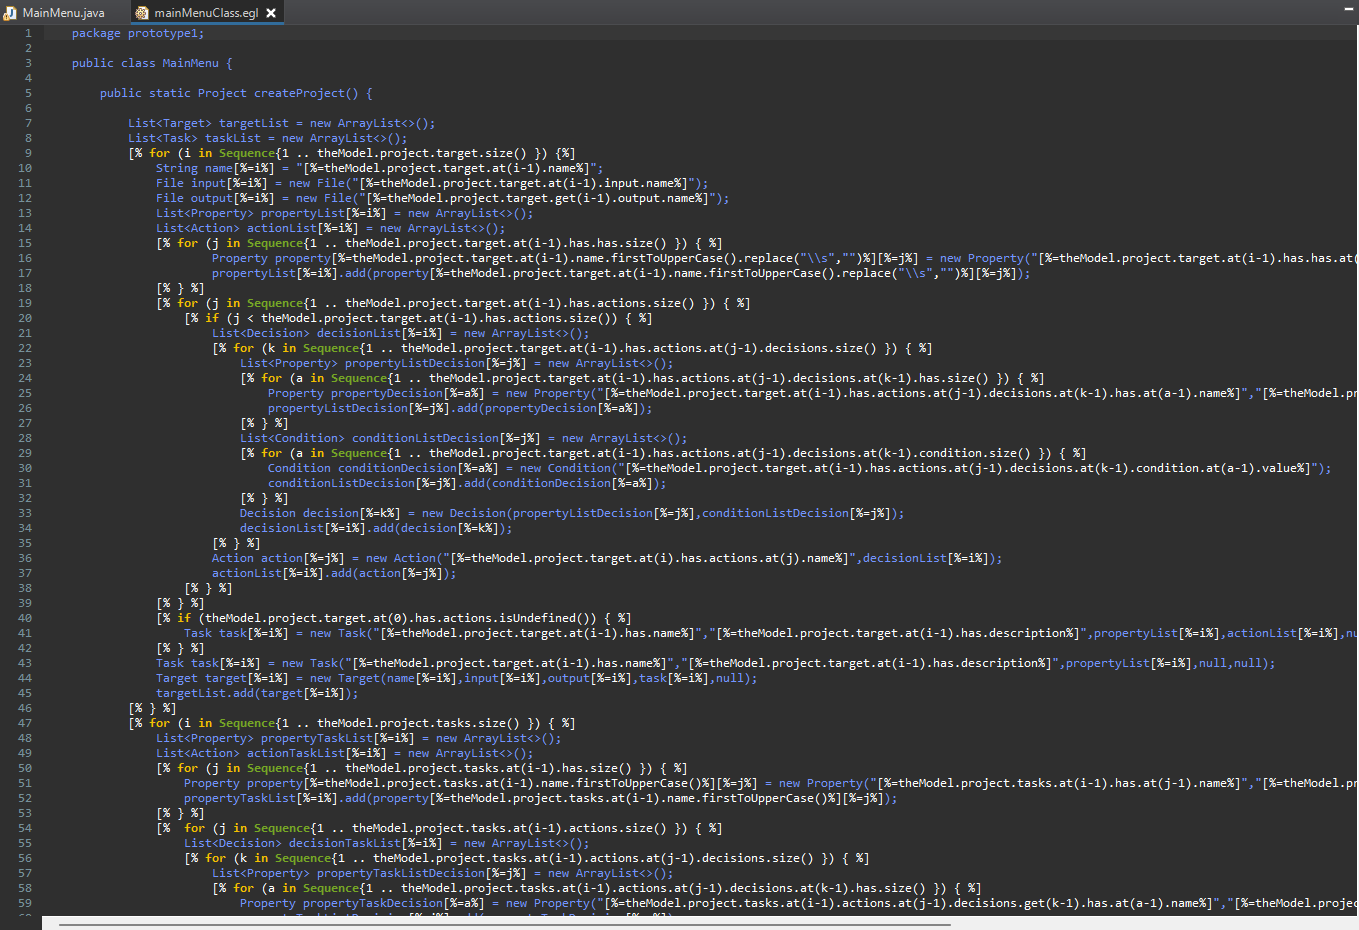 MainMenu.java
mainMenuClass.egl
1 package prototype1;
2
3 public class MainMenu {
4
5 public static Project createProject() {
6
7 List<Target> targetList = new ArrayList<>();
8 List<Task> taskList = new ArrayList<>();
9 [% for (i in Sequence{1 .. theModel.project.target.size() }) {%]
10 String name[%=i%] = "[%=theModel.project.target.at(i-1).name%]";
11 File input[%=i%] = new File("[%=theModel.project.target.at(i-1).input.name%]");
12 File output[%=i%] = new File("[%=theModel.project.target.get(i-1).output.name%]");
13 List<Property> propertyList[%=i%] = new ArrayList<>();
14 List<Action> actionList[%=i%] = new ArrayList<>();
15 [% for (j in Sequence{1 .. theModel.project.target.at(i-1).has.has.size() }) { %]
16 Property property[%=theModel.project.target.at(i-1).name.firstToUpperCase().replace("\\s","")%][%=j%] = new Property("[%=theModel.project.target.at(i-1).has.has.at(
17 propertyList[%=i%].add(property[%=theModel.project.target.at(i-1).name.firstToUpperCase().replace("\\s","")%][%=j%]);
18 [% } %]
19 [% for (j in Sequence{1 .. theModel.project.target.at(i-1).has.actions.size() }) { %]
20 [% if (j < theModel.project.target.at(i-1).has.actions.size()) { %]
21 List<Decision> decisionList[%=i%] = new ArrayList<>();
22 [% for (k in Sequence{1 .. theModel.project.target.at(i-1).has.actions.at(j-1).decisions.size() }) { %]
23 List<Property> propertyListDecision[%=j%] = new ArrayList<>();
24 [% for (a in Sequence{1 .. theModel.project.target.at(i-1).has.actions.at(j-1).decisions.at(k-1).has.size() }) { %]
25 Property propertyDecision[%=a%] = new Property("[%=theModel.project.target.at(i-1).has.actions.at(j-1).decisions.at(k-1).has.at(a-1).name%]","[%=theModel.pr
26 propertyListDecision[%=j%].add(propertyDecision[%=a%]);
27 [% } %]
28 List<Condition> conditionListDecision[%=j%] = new ArrayList<>();
29 [% for (a in Sequence{1 .. theModel.project.target.at(i-1).has.actions.at(j-1).decisions.at(k-1).condition.size() }) { %]
30 Condition conditionDecision[%=a%] = new Condition("[%=theModel.project.target.at(i-1).has.actions.at(j-1).decisions.at(k-1).condition.at(a-1).value%]");
31 conditionListDecision[%=j%].add(conditionDecision[%=a%]);
32 [% } %]
33 Decision decision[%=k%] = new Decision(propertyListDecision[%=j%],conditionListDecision[%=j%]);
34 decisionList[%=i%].add(decision[%=k%]);
35 [% } %]
36 Action action[%=j%] = new Action("[%=theModel.project.target.at(i).has.actions.at(j).name%]",decisionList[%=i%]);
37 actionList[%=i%].add(action[%=j%]);
38 [% } %]
39 [% } %]
40 [% if (theModel.project.target.at(0).has.actions.isUndefined()) { %]
41 Task task[%=i%] = new Task("[%=theModel.project.target.at(i-1).has.name%]","[%=theModel.project.target.at(i-1).has.description%]",propertyList[%=i%],actionList[%=i%],nu
42 [% } %]
43 Task task[%=i%] = new Task("[%=theModel.project.target.at(i-1).has.name%]","[%=theModel.project.target.at(i-1).has.description%]",propertyList[%=i%],null,null);
44 Target target[%=i%] = new Target(name[%=i%],input[%=i%],output[%=i%],task[%=i%],null);
45 targetList.add(target[%=i%]);
46 [% } %]
47 [% for (i in Sequence{1 .. theModel.project.tasks.size() }) { %]
48 List<Property> propertyTaskList[%=i%] = new ArrayList<>();
49 List<Action> actionTaskList[%=i%] = new ArrayList<>();
50 [% for (j in Sequence{1 .. theModel.project.tasks.at(i-1).has.size() }) { %]
51 Property property[%=theModel.project.tasks.at(i-1).name.firstToUpperCase()%][%=j%] = new Property("[%=theModel.project.tasks.at(i-1).has.at(j-1).name%]","[%=theModel.pr
52 propertyTaskList[%=i%].add(property[%=theModel.project.tasks.at(i-1).name.firstToUpperCase()%][%=j%]);
53 [% } %]
54 [% for (j in Sequence{1 .. theModel.project.tasks.at(i-1).actions.size() }) { %]
55 List<Decision> decisionTaskList[%=i%] = new ArrayList<>();
56 [% for (k in Sequence{1 .. theModel.project.tasks.at(i-1).actions.at(j-1).decisions.size() }) { %]
57 List<Property> propertyTaskListDecision[%=j%] = new ArrayList<>();
58 [% for (a in Sequence{1 .. theModel.project.tasks.at(i-1).actions.at(j-1).decisions.at(k-1).has.size() }) { %]
59 Property propertyTaskDecision[%=a%] = new Property("[%=theModel.project.tasks.at(i-1).actions.at(j-1).decisions.get(k-1).has.at(a-1).name%]","[%=theModel.projec